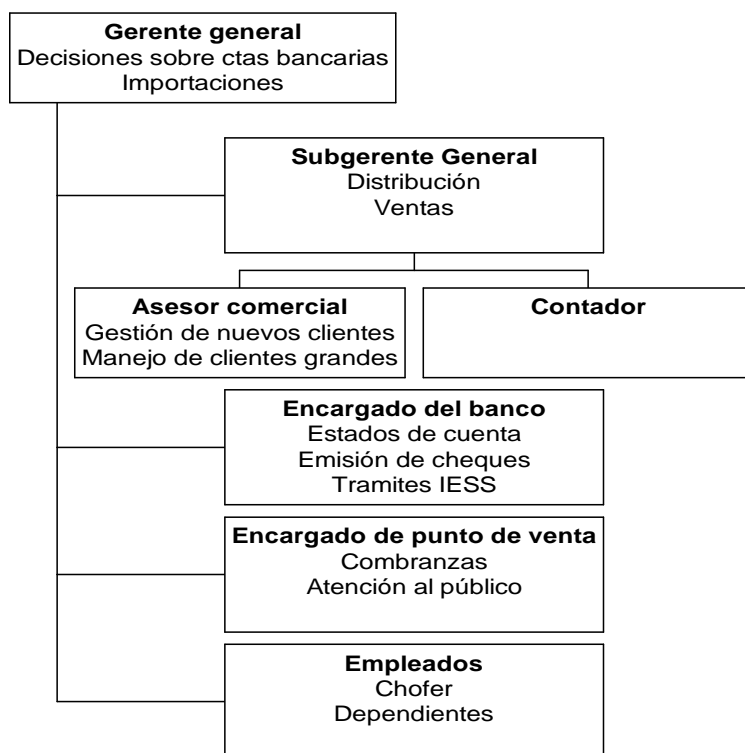 Gerente general
Decisiones sobre ctas bancarias
Importaciones
Subgerente General
Distribución
Ventas
Asesor comercial
Gestión de nuevos clientes
Manejo de clientes grandes
Contador
Encargado del banco
Estados de cuenta
Emisión de cheques
Tramites IESS
Encargado de punto de venta
Combranzas
Atención al público
Empleados
Chofer
Dependientes